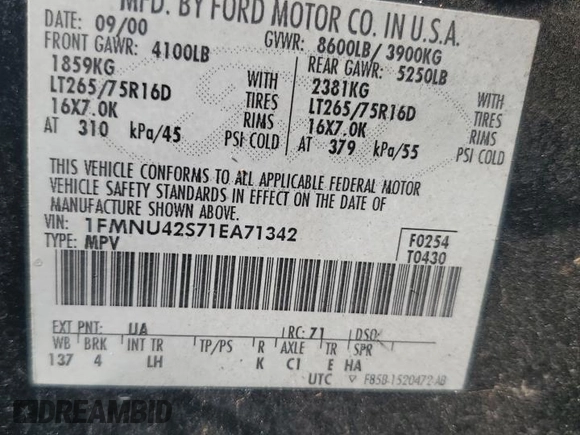 MFD. BY FORD MOTOR CO. IN U.S.A.
DATE: 09/00 GVWR: 8600LB/ 3900KG
FRONT GAWR: 4100LB REAR GAWR: 5250LB
1859KG WITH 2381KG WITH
LT265/75R16D TIRES LT265/75R16D TIRES
16X7.0K RIMS 16X7.0K RIMS
AT 310 kPa/45 PSI COLD AT 379 kPa/55 PSI COLD
THIS VEHICLE CONFORMS TO ALL APPLICABLE FEDERAL MOTOR
VEHICLE SAFETY STANDARDS IN EFFECT ON THE DATE OF
MANUFACTURE SHOWN ABOVE.
VIN: 1FMNU42S71EA71342 F0254
TYPE: MPV T0430
EXT PNT: UA RC: 71 DSO:
WB BRK INT TR TP/PS R AXLE TR SPR
137 4 LH K C1 E HA
UTC F85B-1520472-AB
DREAMBID